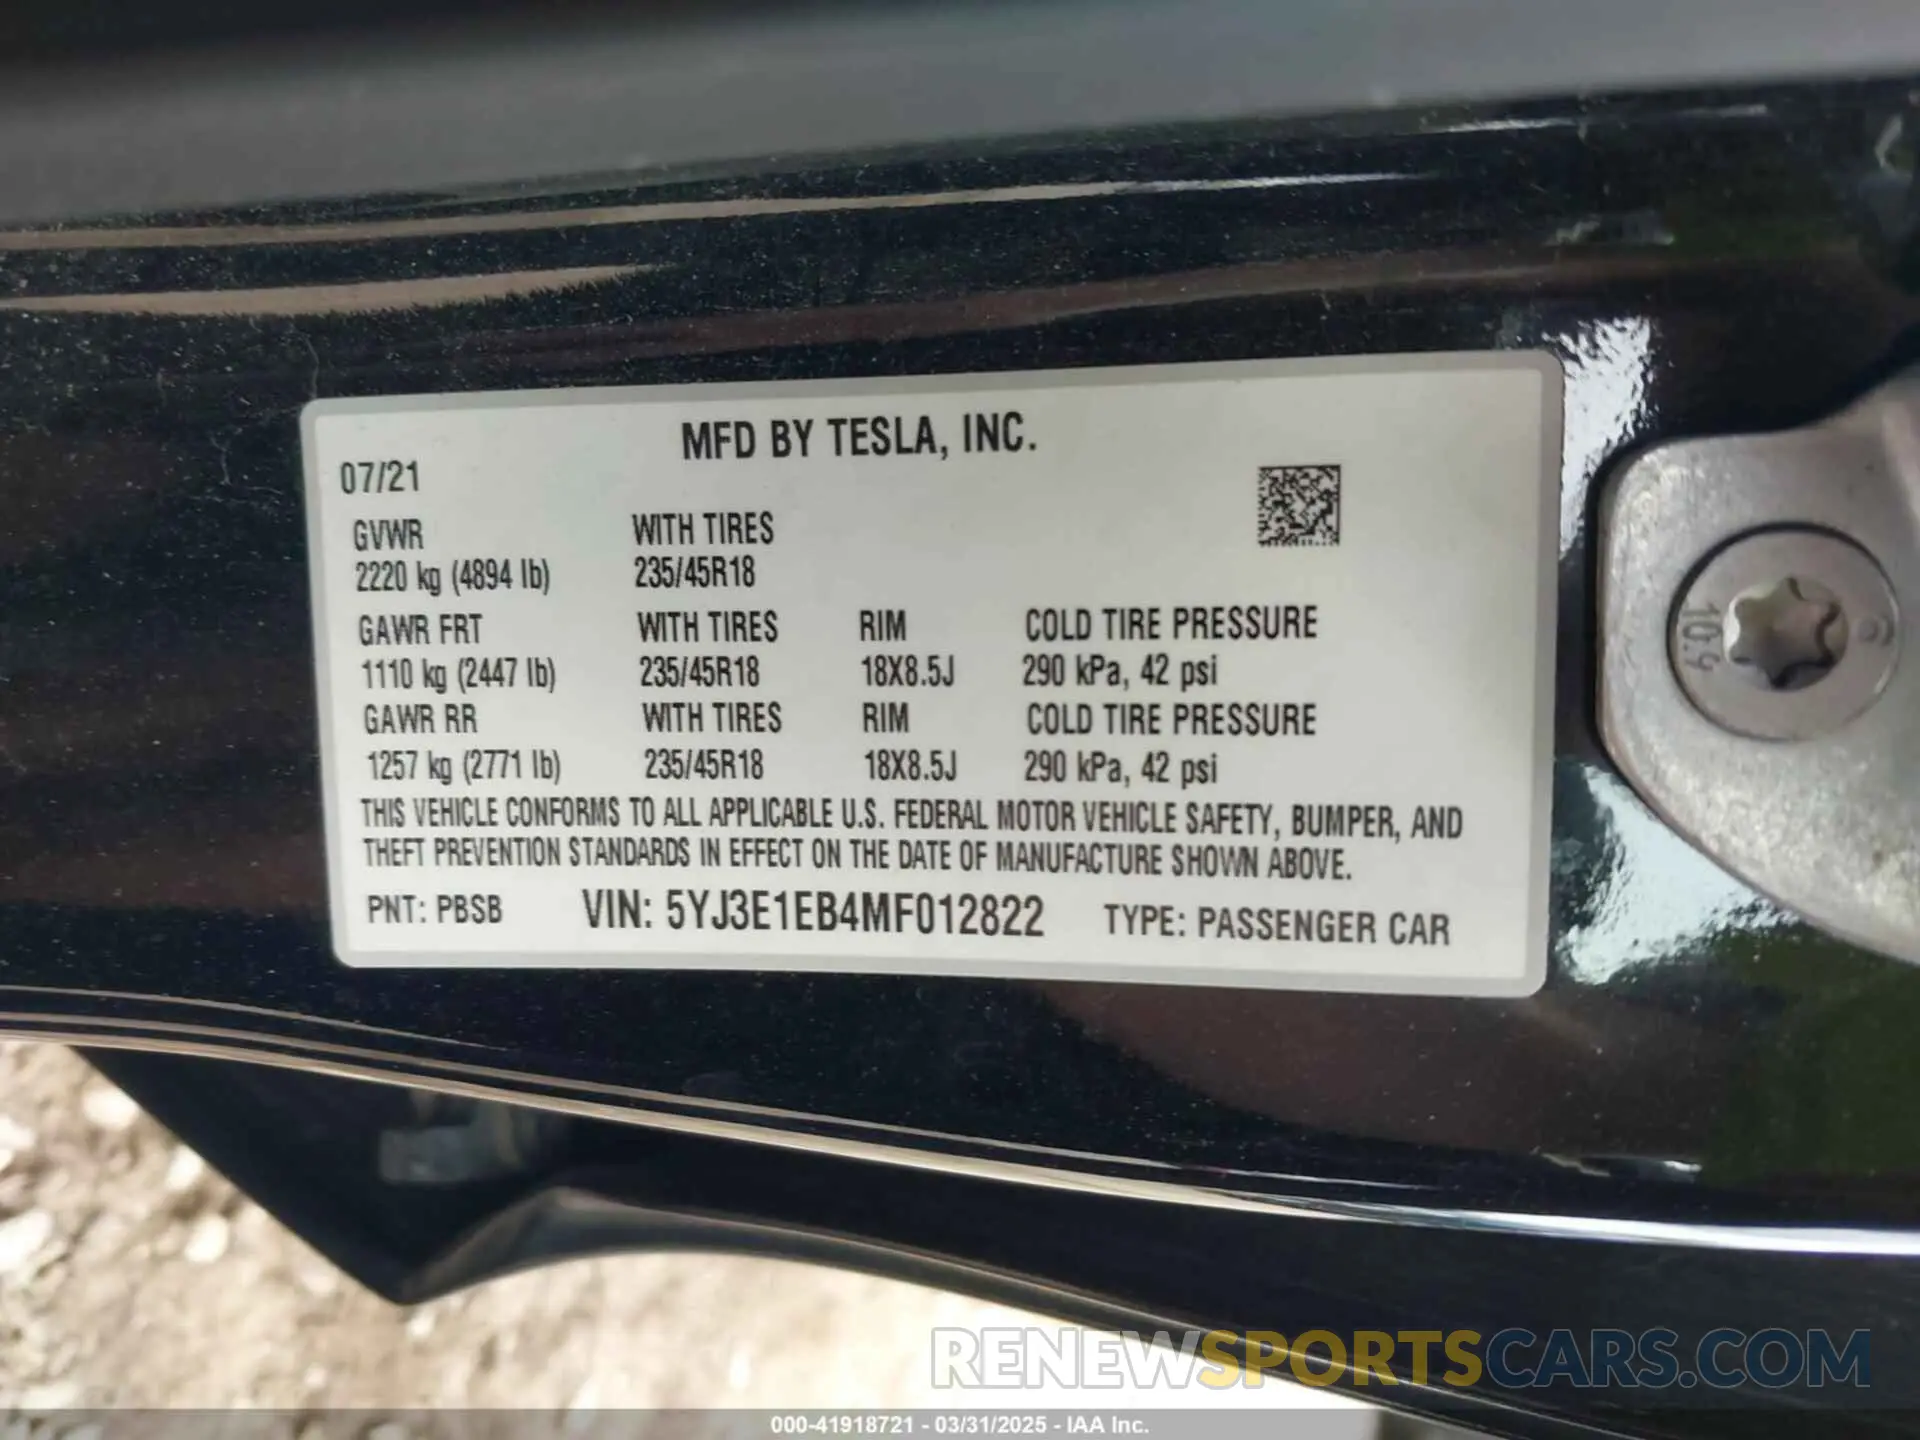 MFD BY TESLA, INC.
07/21
GVWR WITH TIRES
2220 kg (4894 lb) 235/45R18
GAWR FRT WITH TIRES RIM COLD TIRE PRESSURE
1110 kg (2447 lb) 235/45R18 18X8.5J 290 kPa, 42 psi
GAWR RR WITH TIRES RIM COLD TIRE PRESSURE
1257 kg (2771 lb) 235/45R18 18X8.5J 290 kPa, 42 psi
THIS VEHICLE CONFORMS TO ALL APPLICABLE U.S. FEDERAL MOTOR VEHICLE SAFETY, BUMPER, AND
THEFT PREVENTION STANDARDS IN EFFECT ON THE DATE OF MANUFACTURE SHOWN ABOVE.
PNT: PBSB VIN: 5YJ3E1EB4MF012822 TYPE: PASSENGER CAR
10.9
RENEWSPORTSCARS.COM
000-41918721 - 03/31/2025 - IAA Inc.